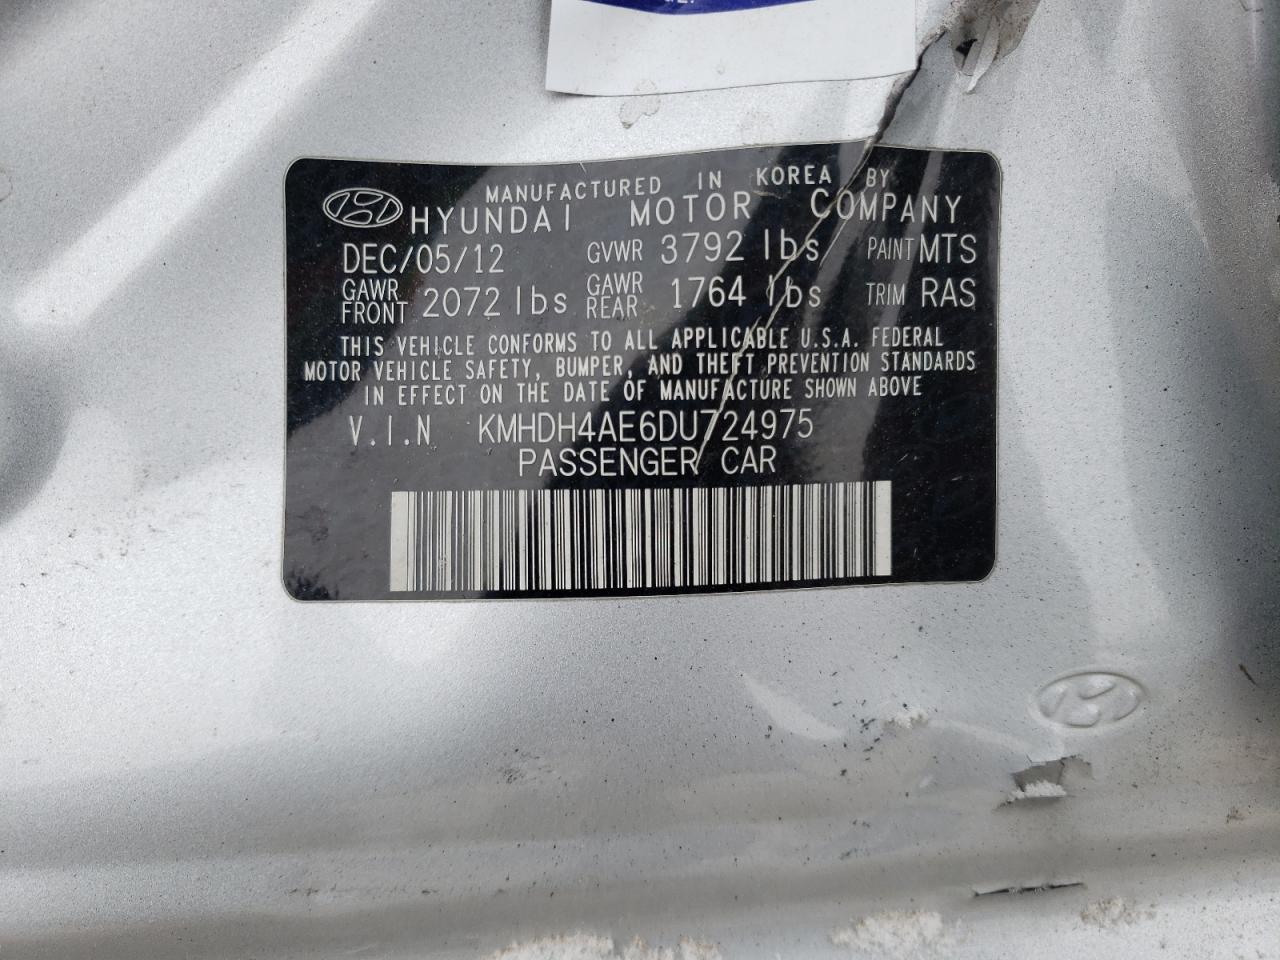 MANUFACTURED IN KOREA BY
HYUNDAI MOTOR COMPANY
DEC/05/12 GVWR 3792 lbs PAINT MTS
GAWR FRONT 2072 lbs GAWR REAR 1764 lbs TRIM RAS
THIS VEHICLE CONFORMS TO ALL APPLICABLE U.S.A. FEDERAL
MOTOR VEHICLE SAFETY, BUMPER, AND THEFT PREVENTION STANDARDS
IN EFFECT ON THE DATE OF MANUFACTURE SHOWN ABOVE
V.I.N KMHDH4AE6DU724975
PASSENGER CAR